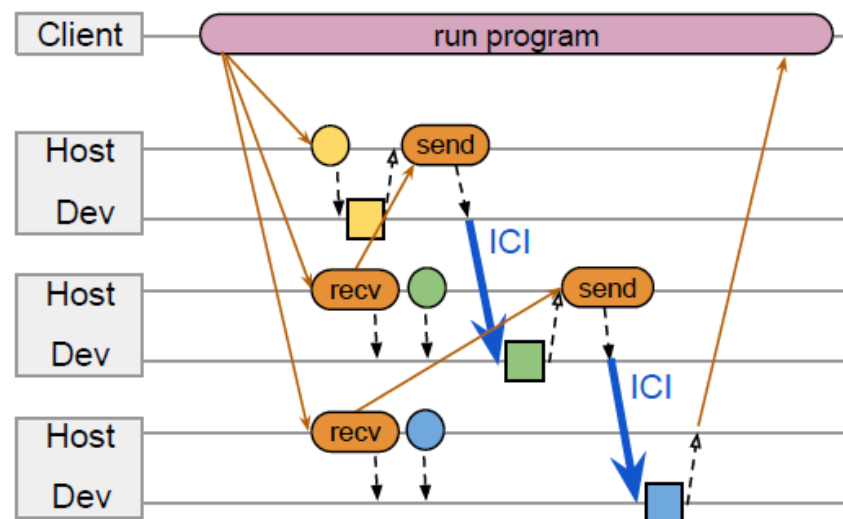 Client
run program
Host
send
Dev
ICI
Host
recv
send
Dev
ICI
Host
recv
Dev